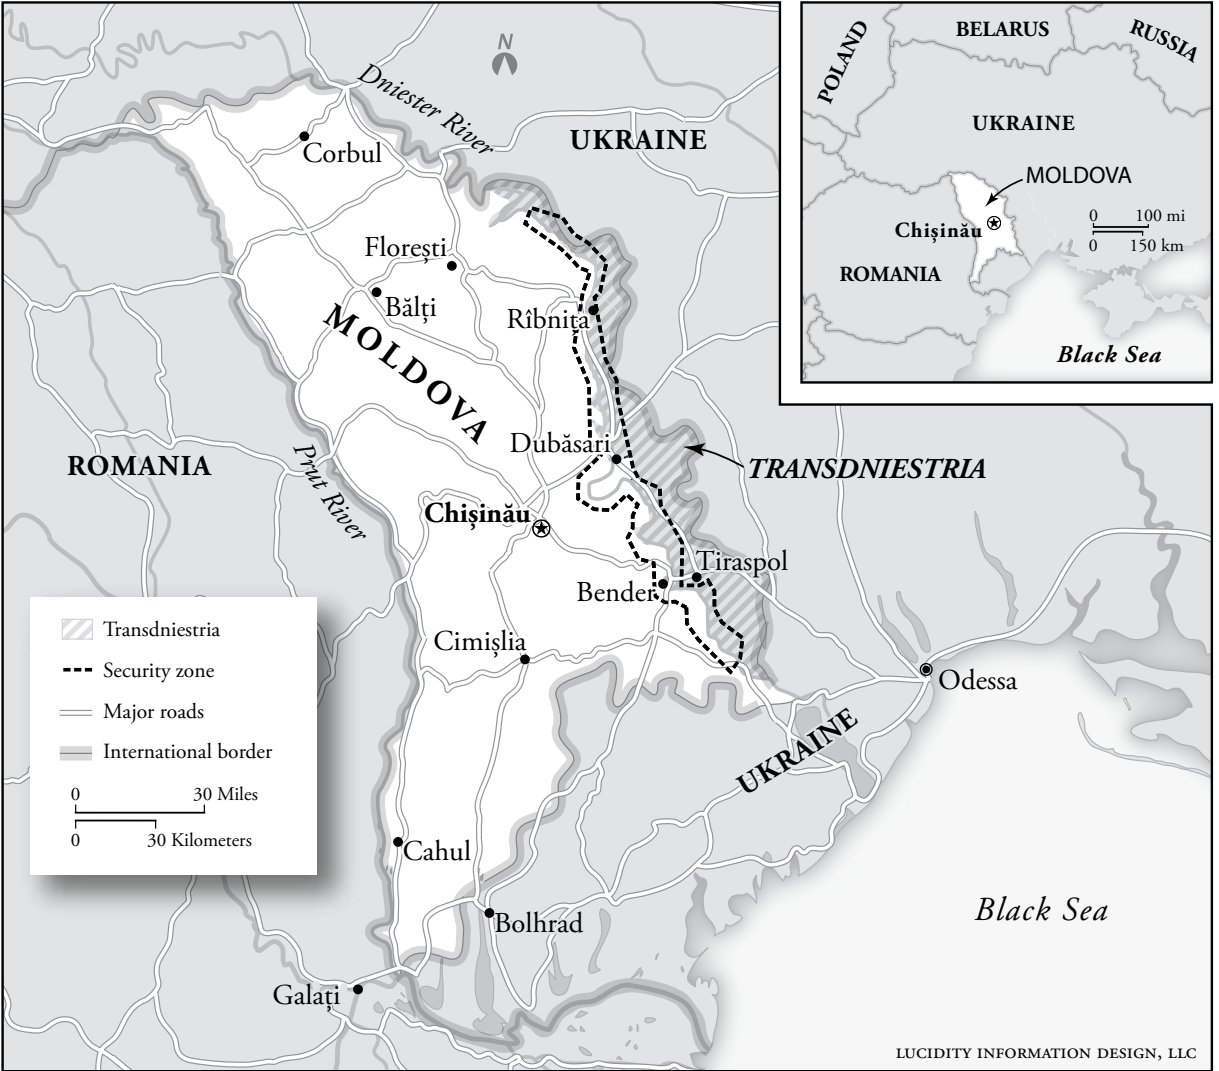 N
Dniester River
UKRAINE
Corbul
Florești
Bălți
Rîbnița
MOLDOVA
Dubăsari
TRANSDNIESTRIA
ROMANIA
Prut River
Chișinău
Tiraspol
Bender
Cimișlia
Odessa
UKRAINE
Cahul
Bolhrad
Galați
Black Sea
Transdniestria
Security zone
Major roads
International border
0 30 Miles
0 30 Kilometers
POLAND
BELARUS
RUSSIA
UKRAINE
MOLDOVA
Chișinău
0 100 mi
0 150 km
ROMANIA
Black Sea
LUCIDITY INFORMATION DESIGN, LLC